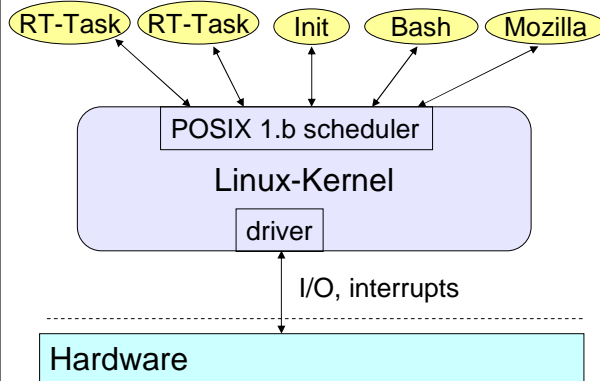 RT-Task
RT-Task
Init
Bash
Mozilla
POSIX 1.b scheduler
Linux-Kernel
driver
I/O, interrupts
Hardware